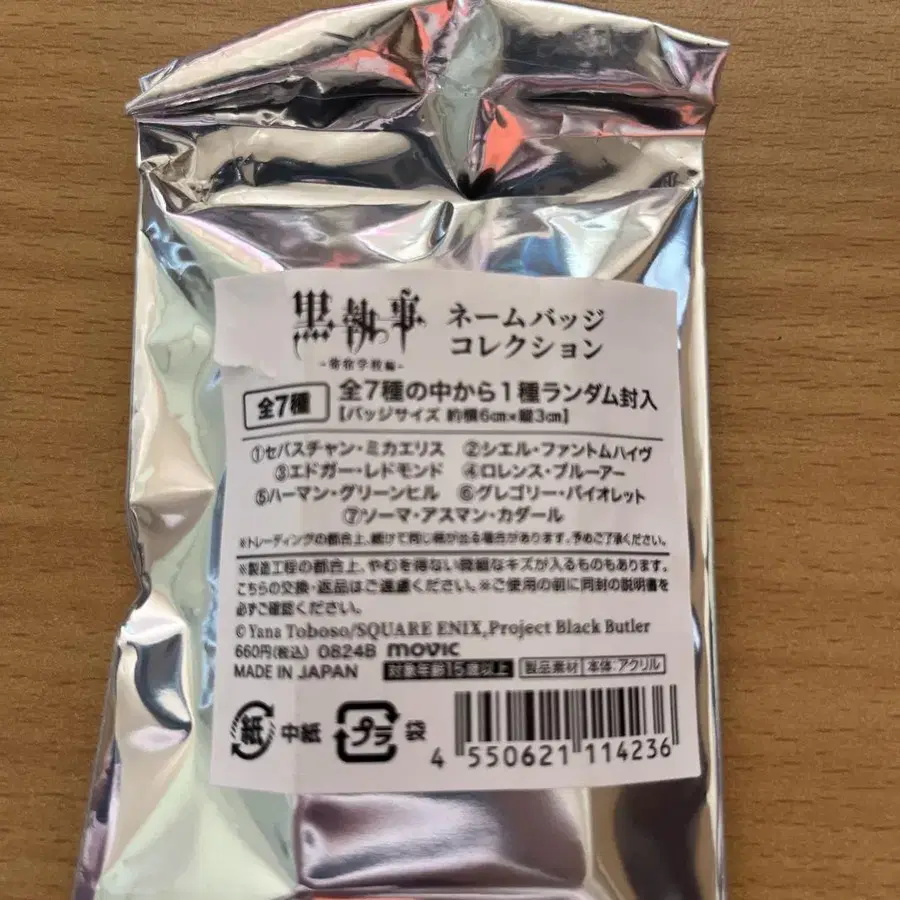 黒執事
-寄宿学校編-
ネームバッジ
コレクション
全7種
全7種の中から1種ランダム封入
【バッジサイズ 約横6cm×縦3cm】
①セバスチャン・ミカエリス ②シエル・ファントムハイヴ
③エドガー・レドモンド ④ロレンス・ブルーアー
⑤ハーマン・グリーンヒル ⑥グレゴリー・バイオレット
⑦ソーマ・アスマン・カダール
※トレーディングの都合上、続けて同じ柄が出る場合があります。予めご了承ください。
※製造工程の都合上、やむを得ない微細なキズが入るものもあります。
こちらの交換・返品はご遠慮ください。※ご使用の前に同封の説明書を
必ずご確認ください。
©Yana Toboso/SQUARE ENIX,Project Black Butler
660円(税込) 0824B movic
MADE IN JAPAN 対象年齢15歳以上 製品素材 本体:アクリル
紙 中紙 プラ 袋
4 550621 114236